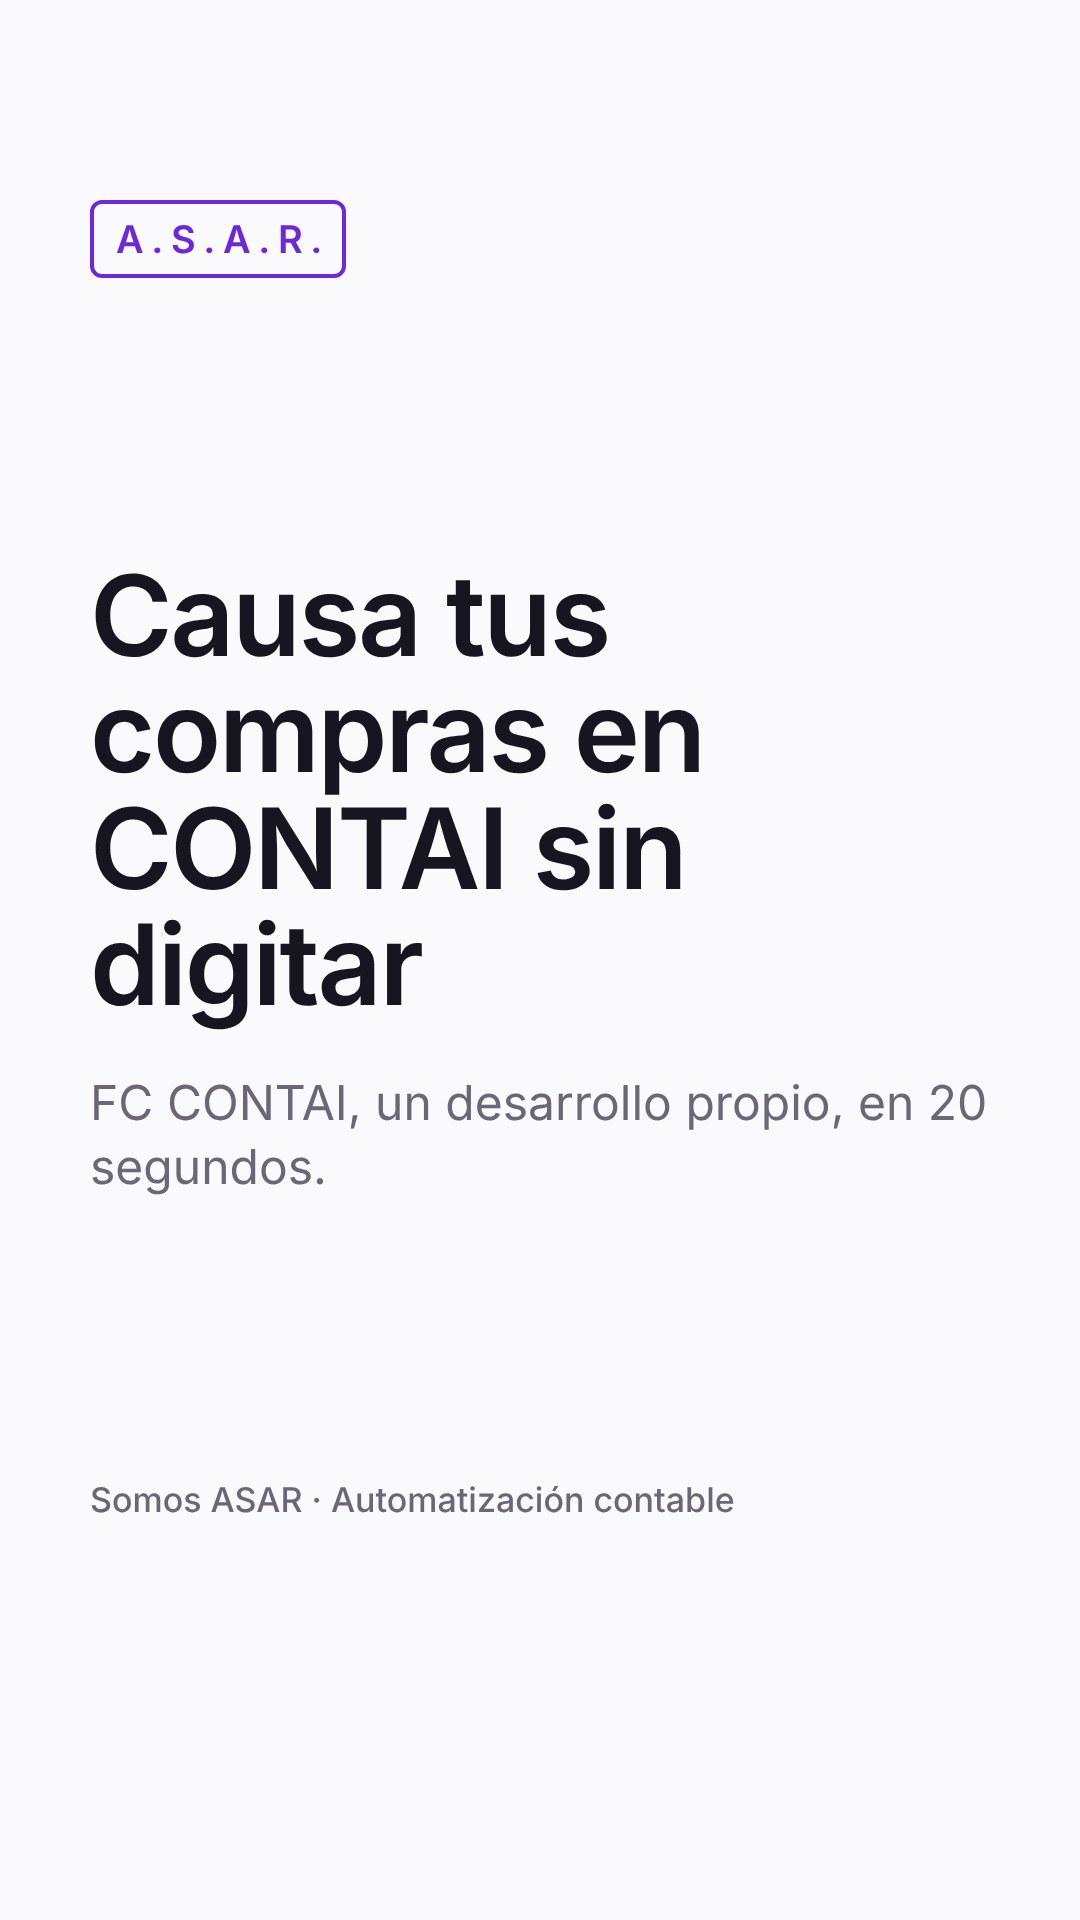 A.S.A.R.
Causa tus
compras en
CONTAI sin
digitar
FC CONTAI, un desarrollo propio, en 20
segundos.
Somos ASAR · Automatización contable